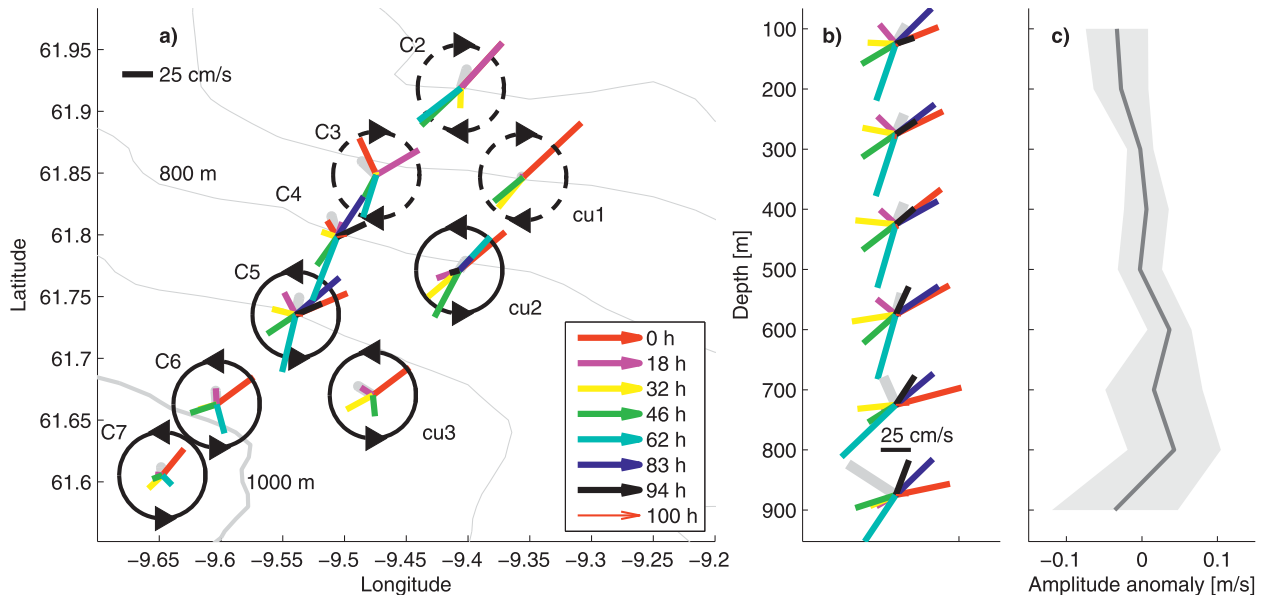 a)
25 cm/s
C2
C3
C4
C5
C6
C7
cu1
cu2
cu3
800 m
1000 m
61.95
61.9
61.85
61.8
61.75
61.7
61.65
61.6
Latitude
−9.65 −9.6 −9.55 −9.5 −9.45 −9.4 −9.35 −9.3 −9.25 −9.2
Longitude
0 h
18 h
32 h
46 h
62 h
83 h
94 h
100 h
b)
100
200
300
400
500
600
700
800
900
Depth [m]
25 cm/s
c)
−0.1 0 0.1
Amplitude anomaly [m/s]